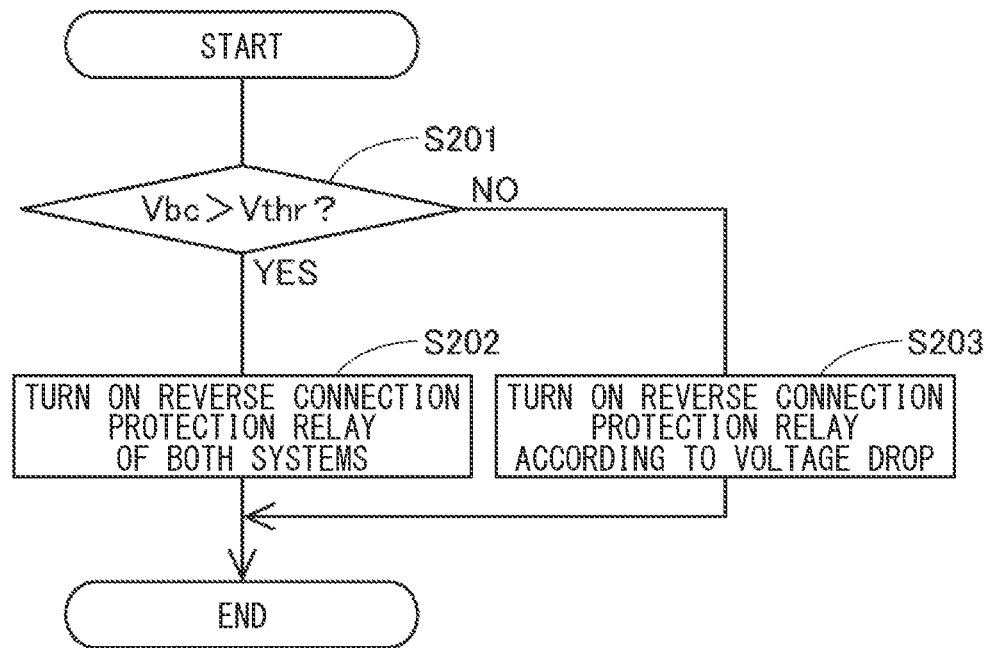 START
S201
Vbc>Vthr?
NO
YES
S202
S203
TURN ON REVERSE CONNECTION
PROTECTION RELAY
OF BOTH SYSTEMS
TURN ON REVERSE CONNECTION
PROTECTION RELAY
ACCORDING TO VOLTAGE DROP
END